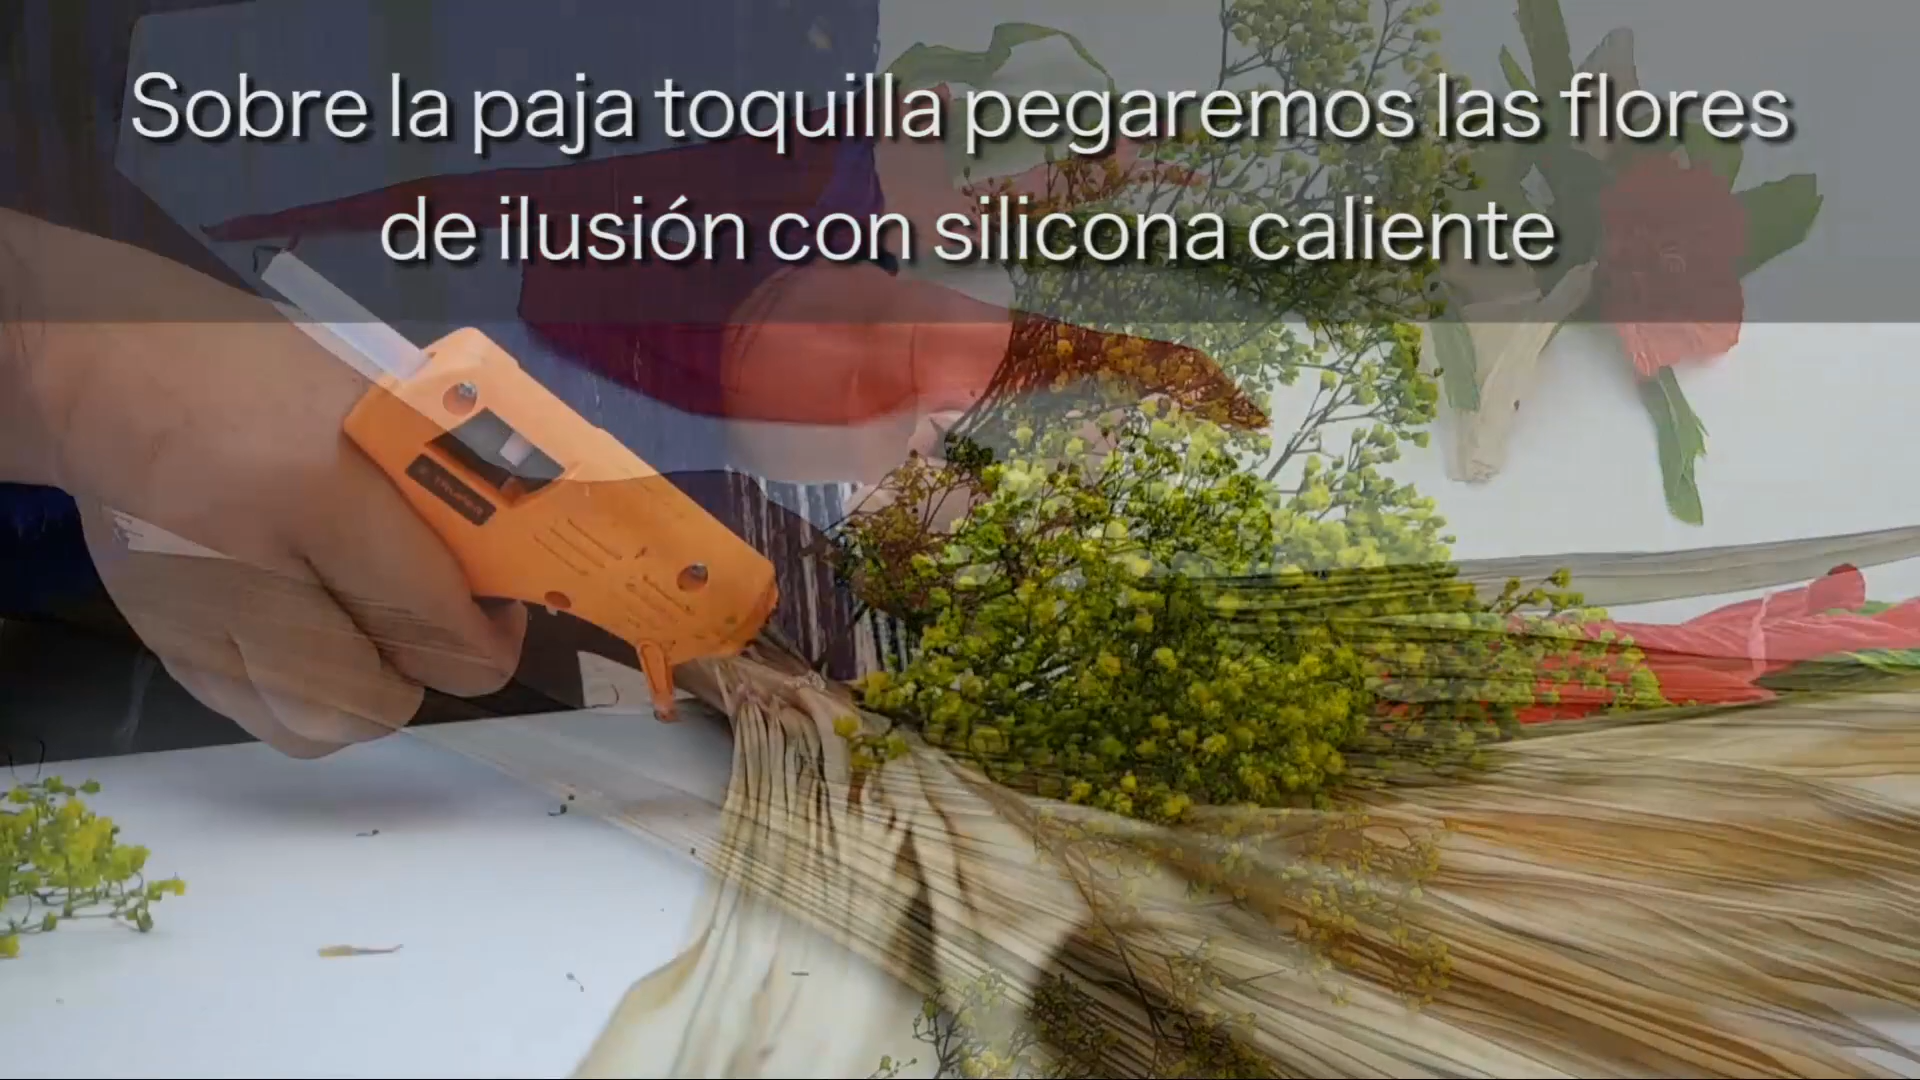 Sobre la paja toquilla pegaremos las flores
de ilusión con silicona caliente